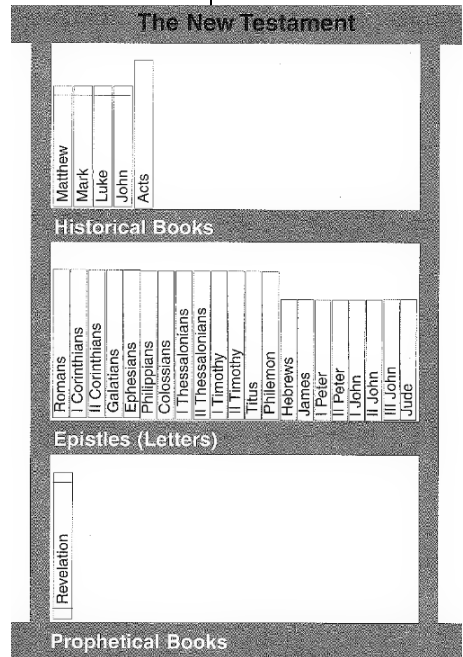 The New Testament
Matthew
Mark
Luke
John
Acts
Historical Books
Romans
I Corinthians
II Corinthians
Galatians
Ephesians
Philippians
Colossians
I Thessalonians
II Thessalonians
I Timothy
II Timothy
Titus
Philemon
Hebrews
James
I Peter
II Peter
I John
II John
III John
Jude
Epistles (Letters)
Revelation
Prophetical Books